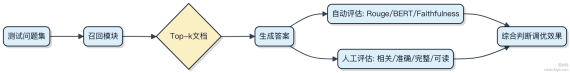 测试问题集
召回模块
Top-k文档
生成答案
自动评估: Rouge/BERT/Faithfulness
人工评估: 相关/准确/完整/可读
综合判断调优效果